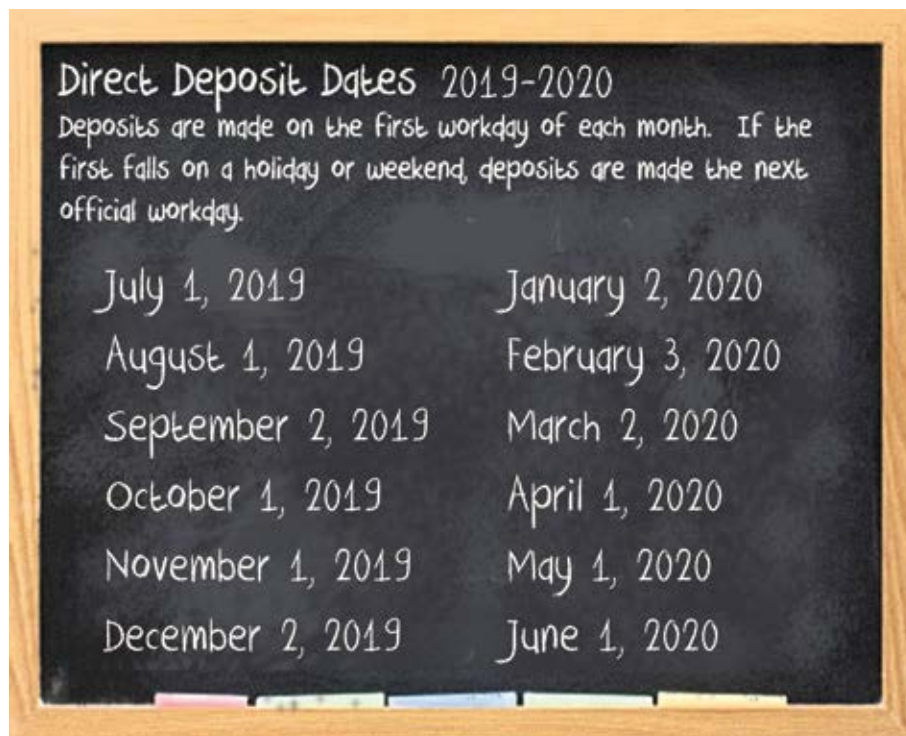 Direct Deposit Dates 2019-2020
Deposits are made on the first workday of each month. If the
first falls on a holiday or weekend, deposits are made the next
official workday.
July 1, 2019
August 1, 2019
September 2, 2019
October 1, 2019
November 1, 2019
December 2, 2019
January 2, 2020
February 3, 2020
March 2, 2020
April 1, 2020
May 1, 2020
June 1, 2020